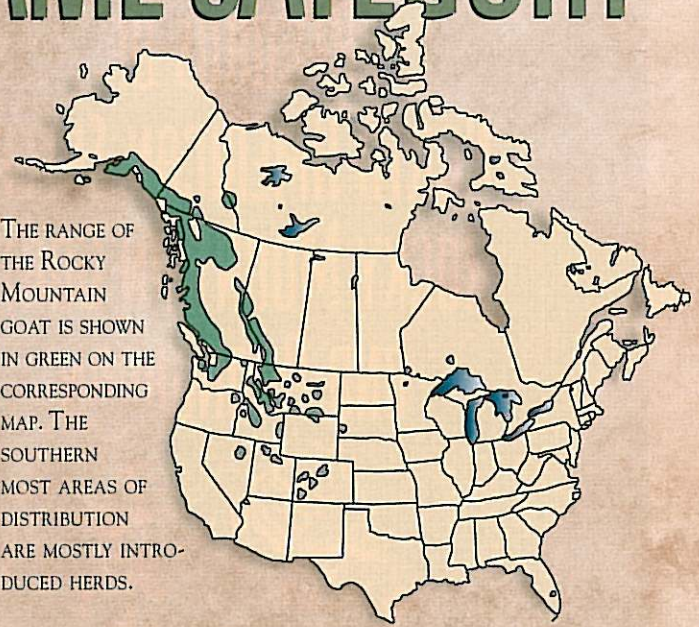 THE RANGE OF
THE ROCKY
MOUNTAIN
GOAT IS SHOWN
IN GREEN ON THE
CORRESPONDING
MAP. THE
SOUTHERN
MOST AREAS OF
DISTRIBUTION
ARE MOSTLY INTRO-
DUCED HERDS.